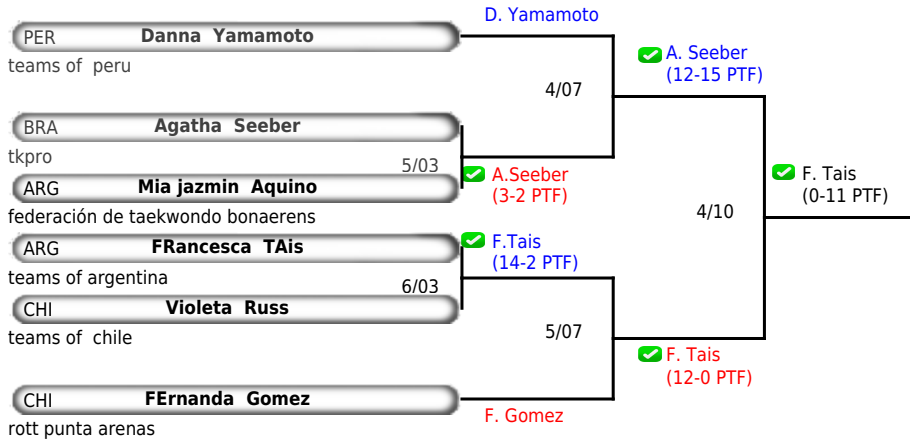 D. Yamamoto
PER Danna Yamamoto
teams of peru
A. Seeber
(12-15 PTF)
4/07
BRA Agatha Seeber
tkpro
5/03
A.Seeber
(3-2 PTF)
ARG Mia jazmin Aquino
federación de taekwondo bonaerens
F. Tais
(0-11 PTF)
4/10
ARG FRancesca TAis
teams of argentina
F.Tais
(14-2 PTF)
6/03
CHI Violeta Russ
teams of chile
5/07
F. Tais
(12-0 PTF)
CHI FErnanda Gomez
rott punta arenas
F. Gomez